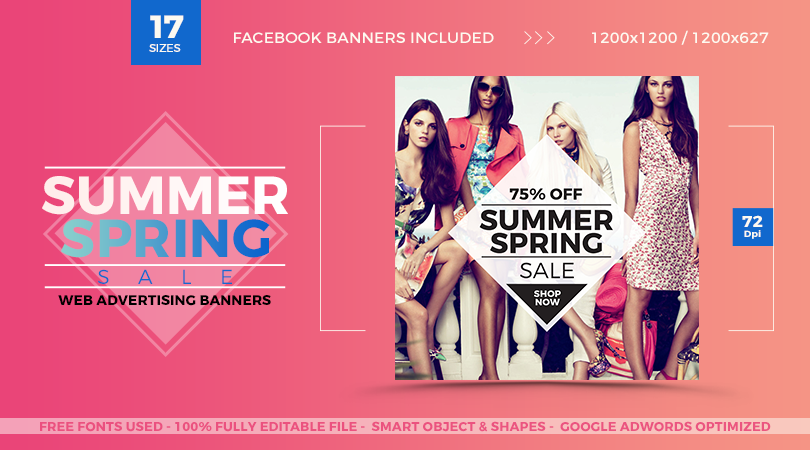 17
SIZES
FACEBOOK BANNERS INCLUDED >>> 1200x1200 / 1200x627
SUMMER
SPRING
SALE
WEB ADVERTISING BANNERS
75% OFF
SUMMER
SPRING
SALE
SHOP
NOW
72
Dpi
FREE FONTS USED - 100% FULLY EDITABLE FILE - SMART OBJECT & SHAPES - GOOGLE ADWORDS OPTIMIZED